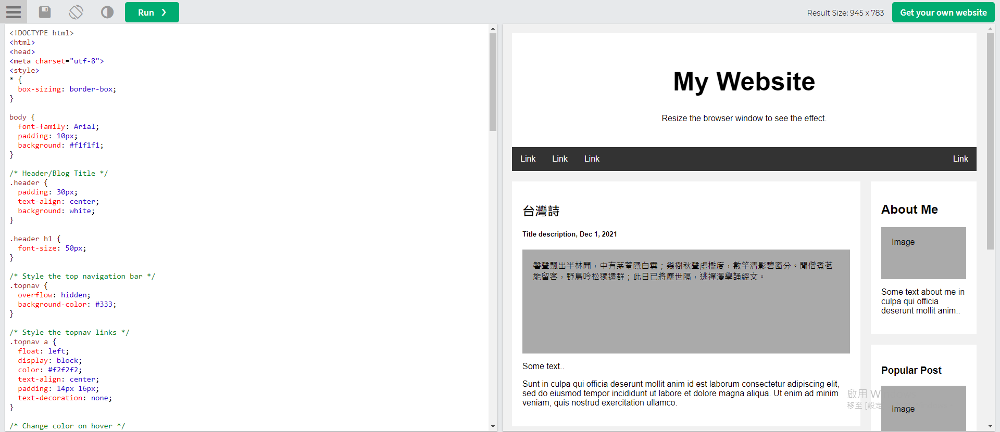 Run ❯
Result Size: 945 x 783
Get your own website
<!DOCTYPE html>
<html>
<head>
<meta charset="utf-8">
<style>
* {
  box-sizing: border-box;
}
body {
  font-family: Arial;
  padding: 10px;
  background: #f1f1f1;
}
/* Header/Blog Title */
.header {
  padding: 30px;
  text-align: center;
  background: white;
}
.header h1 {
  font-size: 50px;
}
/* Style the top navigation bar */
.topnav {
  overflow: hidden;
  background-color: #333;
}
/* Style the topnav links */
.topnav a {
  float: left;
  display: block;
  color: #f2f2f2;
  text-align: center;
  padding: 14px 16px;
  text-decoration: none;
}
/* Change color on hover */
My Website
Resize the browser window to see the effect.
Link Link Link Link
台灣詩
Title description, Dec 1, 2021
磐聲飄出半林聞，中有茅菴隱白雲；幾樹秋聲虛檻度，數竿清影碧窗分。閒僧煮茗
能留客，野鳥吟松獨遠群；此日已將塵世隔，逃禪漫學誦經文。
Some text..
Sunt in culpa qui officia deserunt mollit anim id est laborum consectetur adipiscing elit,
sed do eiusmod tempor incididunt ut labore et dolore magna aliqua. Ut enim ad minim
veniam, quis nostrud exercitation ullamco.
About Me
Image
Some text about me in
culpa qui officia
deserunt mollit anim..
Popular Post
Image
啟用 W
移至 [設定